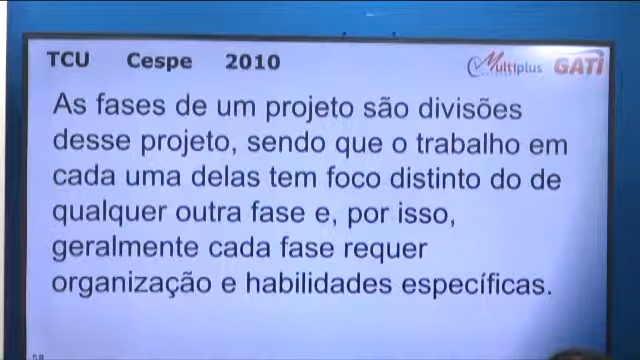 TCU Cespe 2010
Multiplus GATI
As fases de um projeto são divisões
desse projeto, sendo que o trabalho em
cada uma delas tem foco distinto do de
qualquer outra fase e, por isso,
geralmente cada fase requer
organização e habilidades específicas.
58